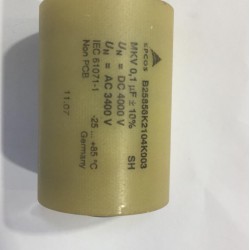 EPCOS
B25856K2104K003
MKV 0,1 µF ± 10% SH
UN = DC 4000 V
UN = AC 3400 V
IEC 61071-1 -25 ... +85 °C
Non PCB Germany
11.07